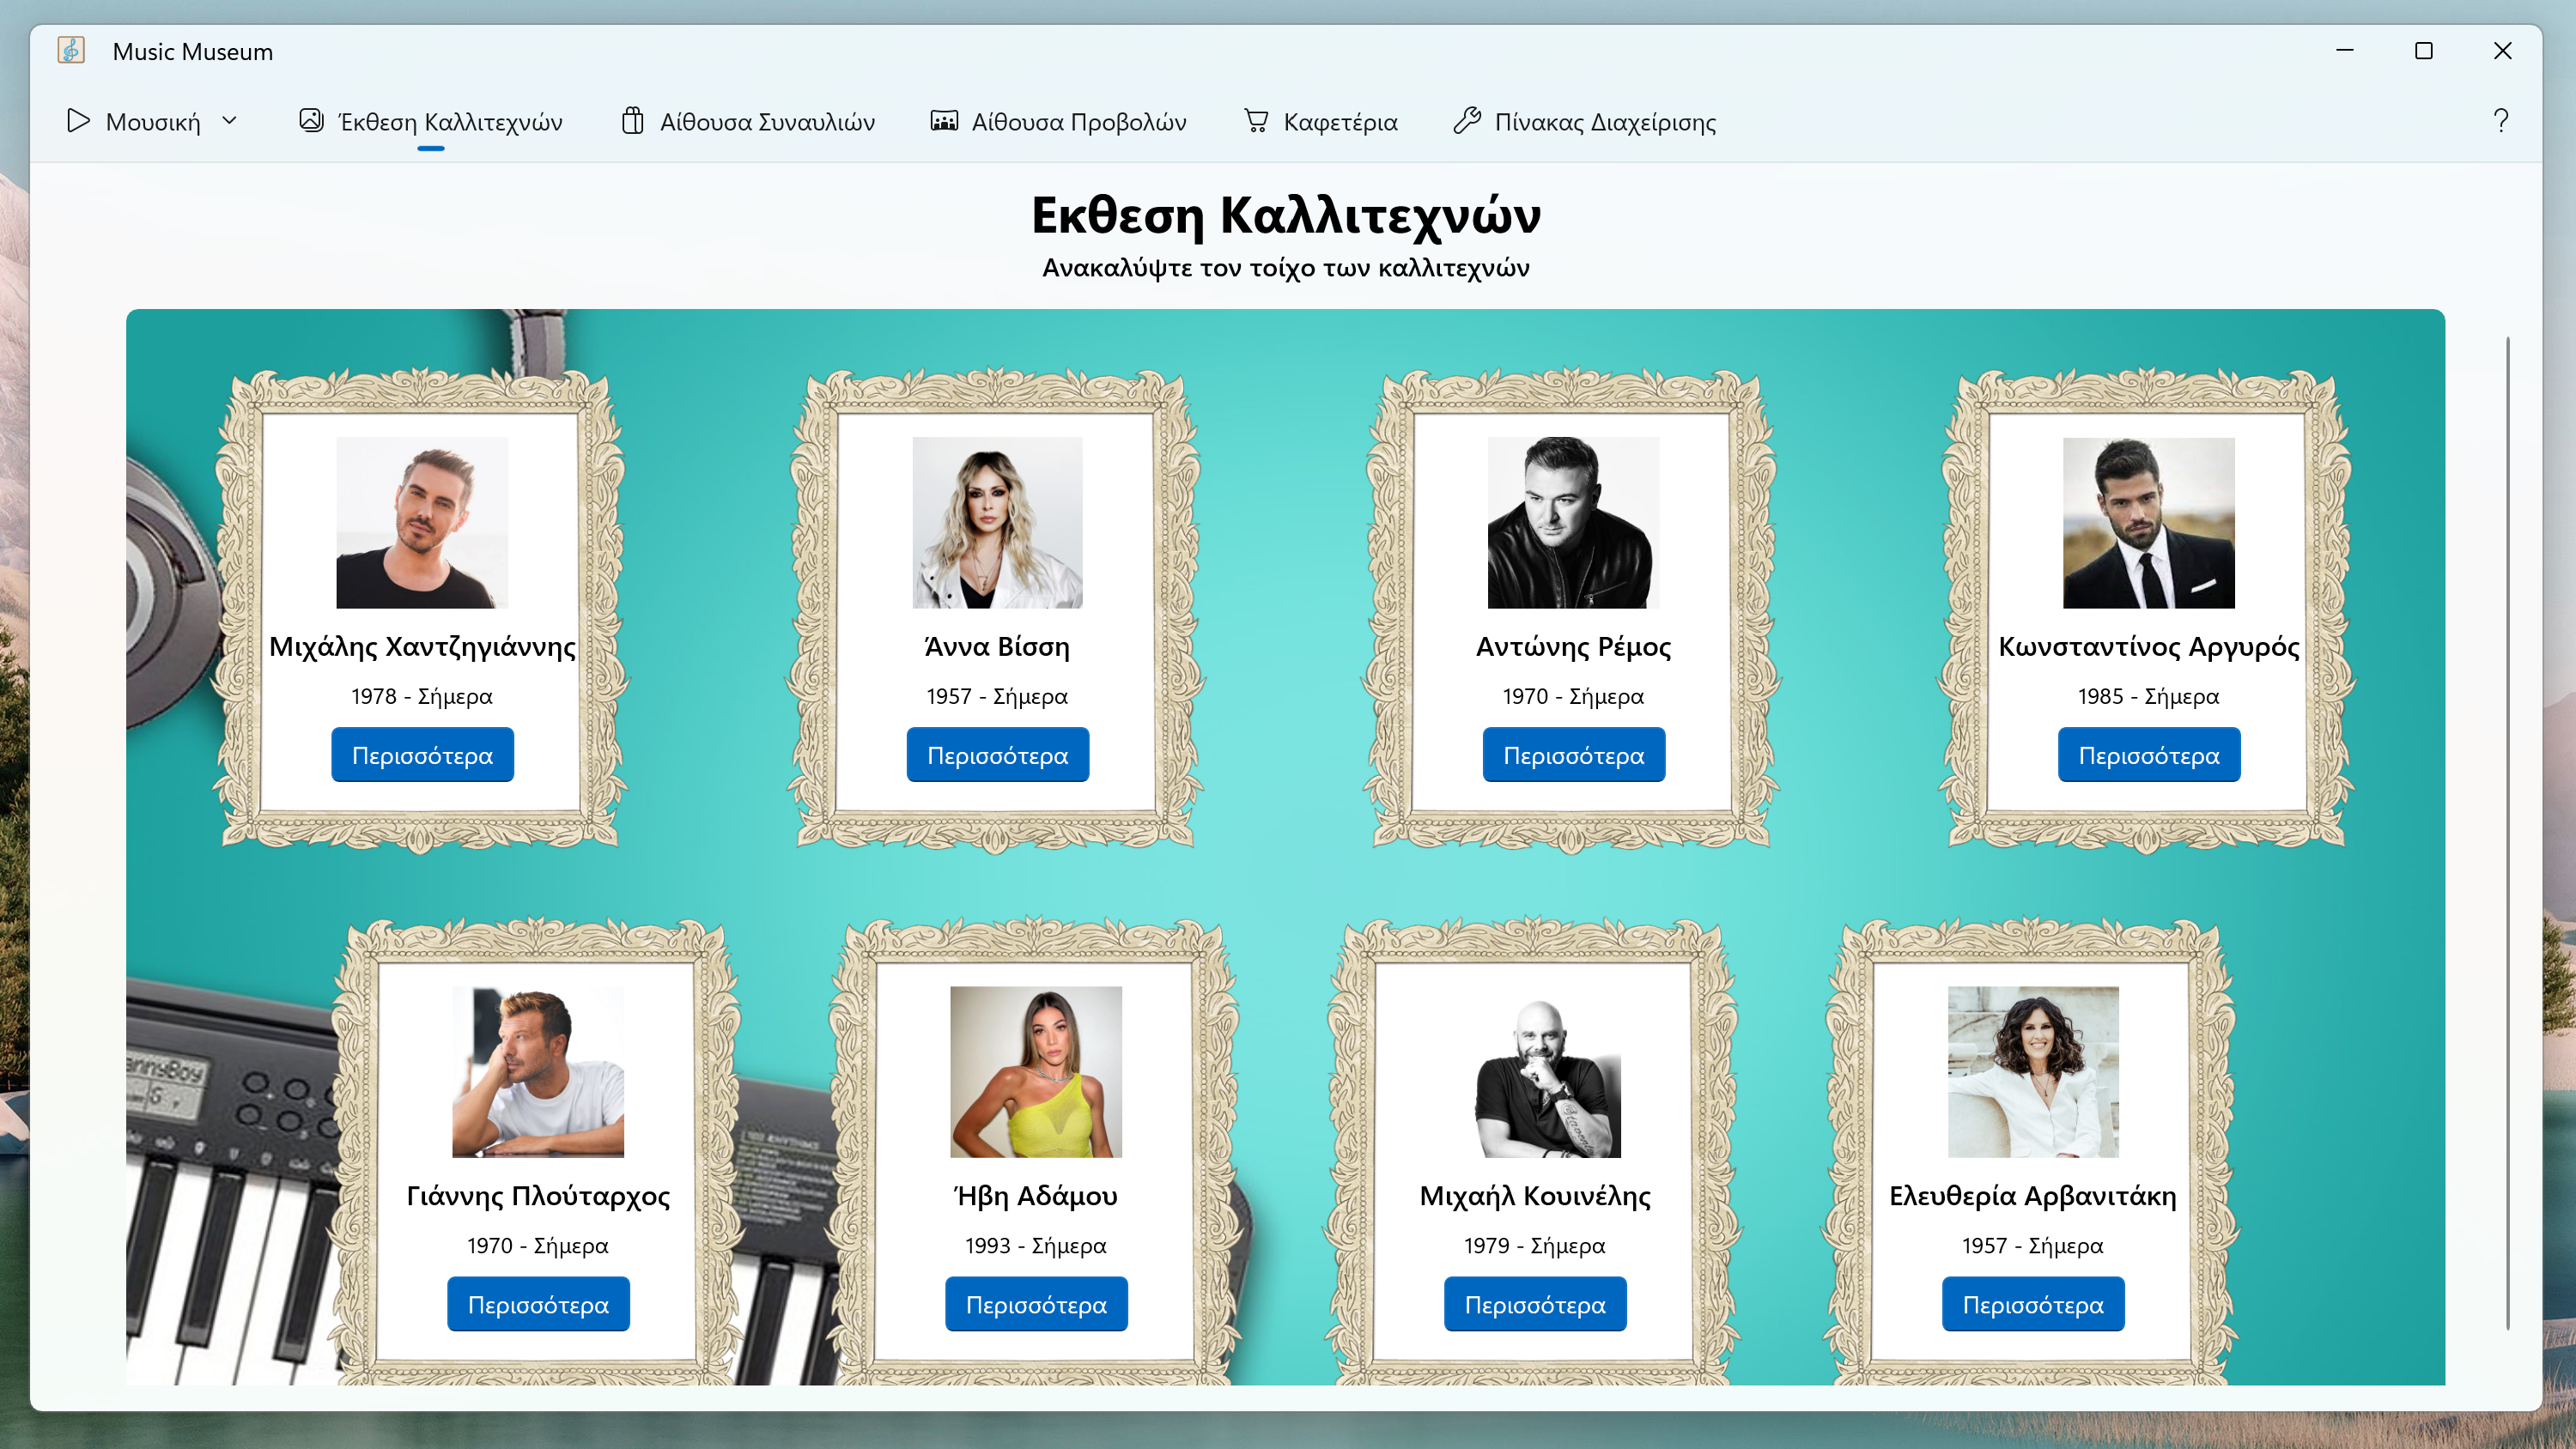 Music Museum
Μουσική
Έκθεση Καλλιτεχνών
Αίθουσα Συναυλιών
Αίθουσα Προβολών
Καφετέρια
Πίνακας Διαχείρισης
Εκθεση Καλλιτεχνών
Ανακαλύψτε τον τοίχο των καλλιτεχνών
Μιχάλης Χαντζηγιάννης
1978 - Σήμερα
Περισσότερα
Άννα Βίσση
1957 - Σήμερα
Περισσότερα
Αντώνης Ρέμος
1970 - Σήμερα
Περισσότερα
Κωνσταντίνος Αργυρός
1985 - Σήμερα
Περισσότερα
Γιάννης Πλούταρχος
1970 - Σήμερα
Περισσότερα
Ήβη Αδάμου
1993 - Σήμερα
Περισσότερα
Μιχαήλ Κουινέλης
1979 - Σήμερα
Περισσότερα
Ελευθερία Αρβανιτάκη
1957 - Σήμερα
Περισσότερα